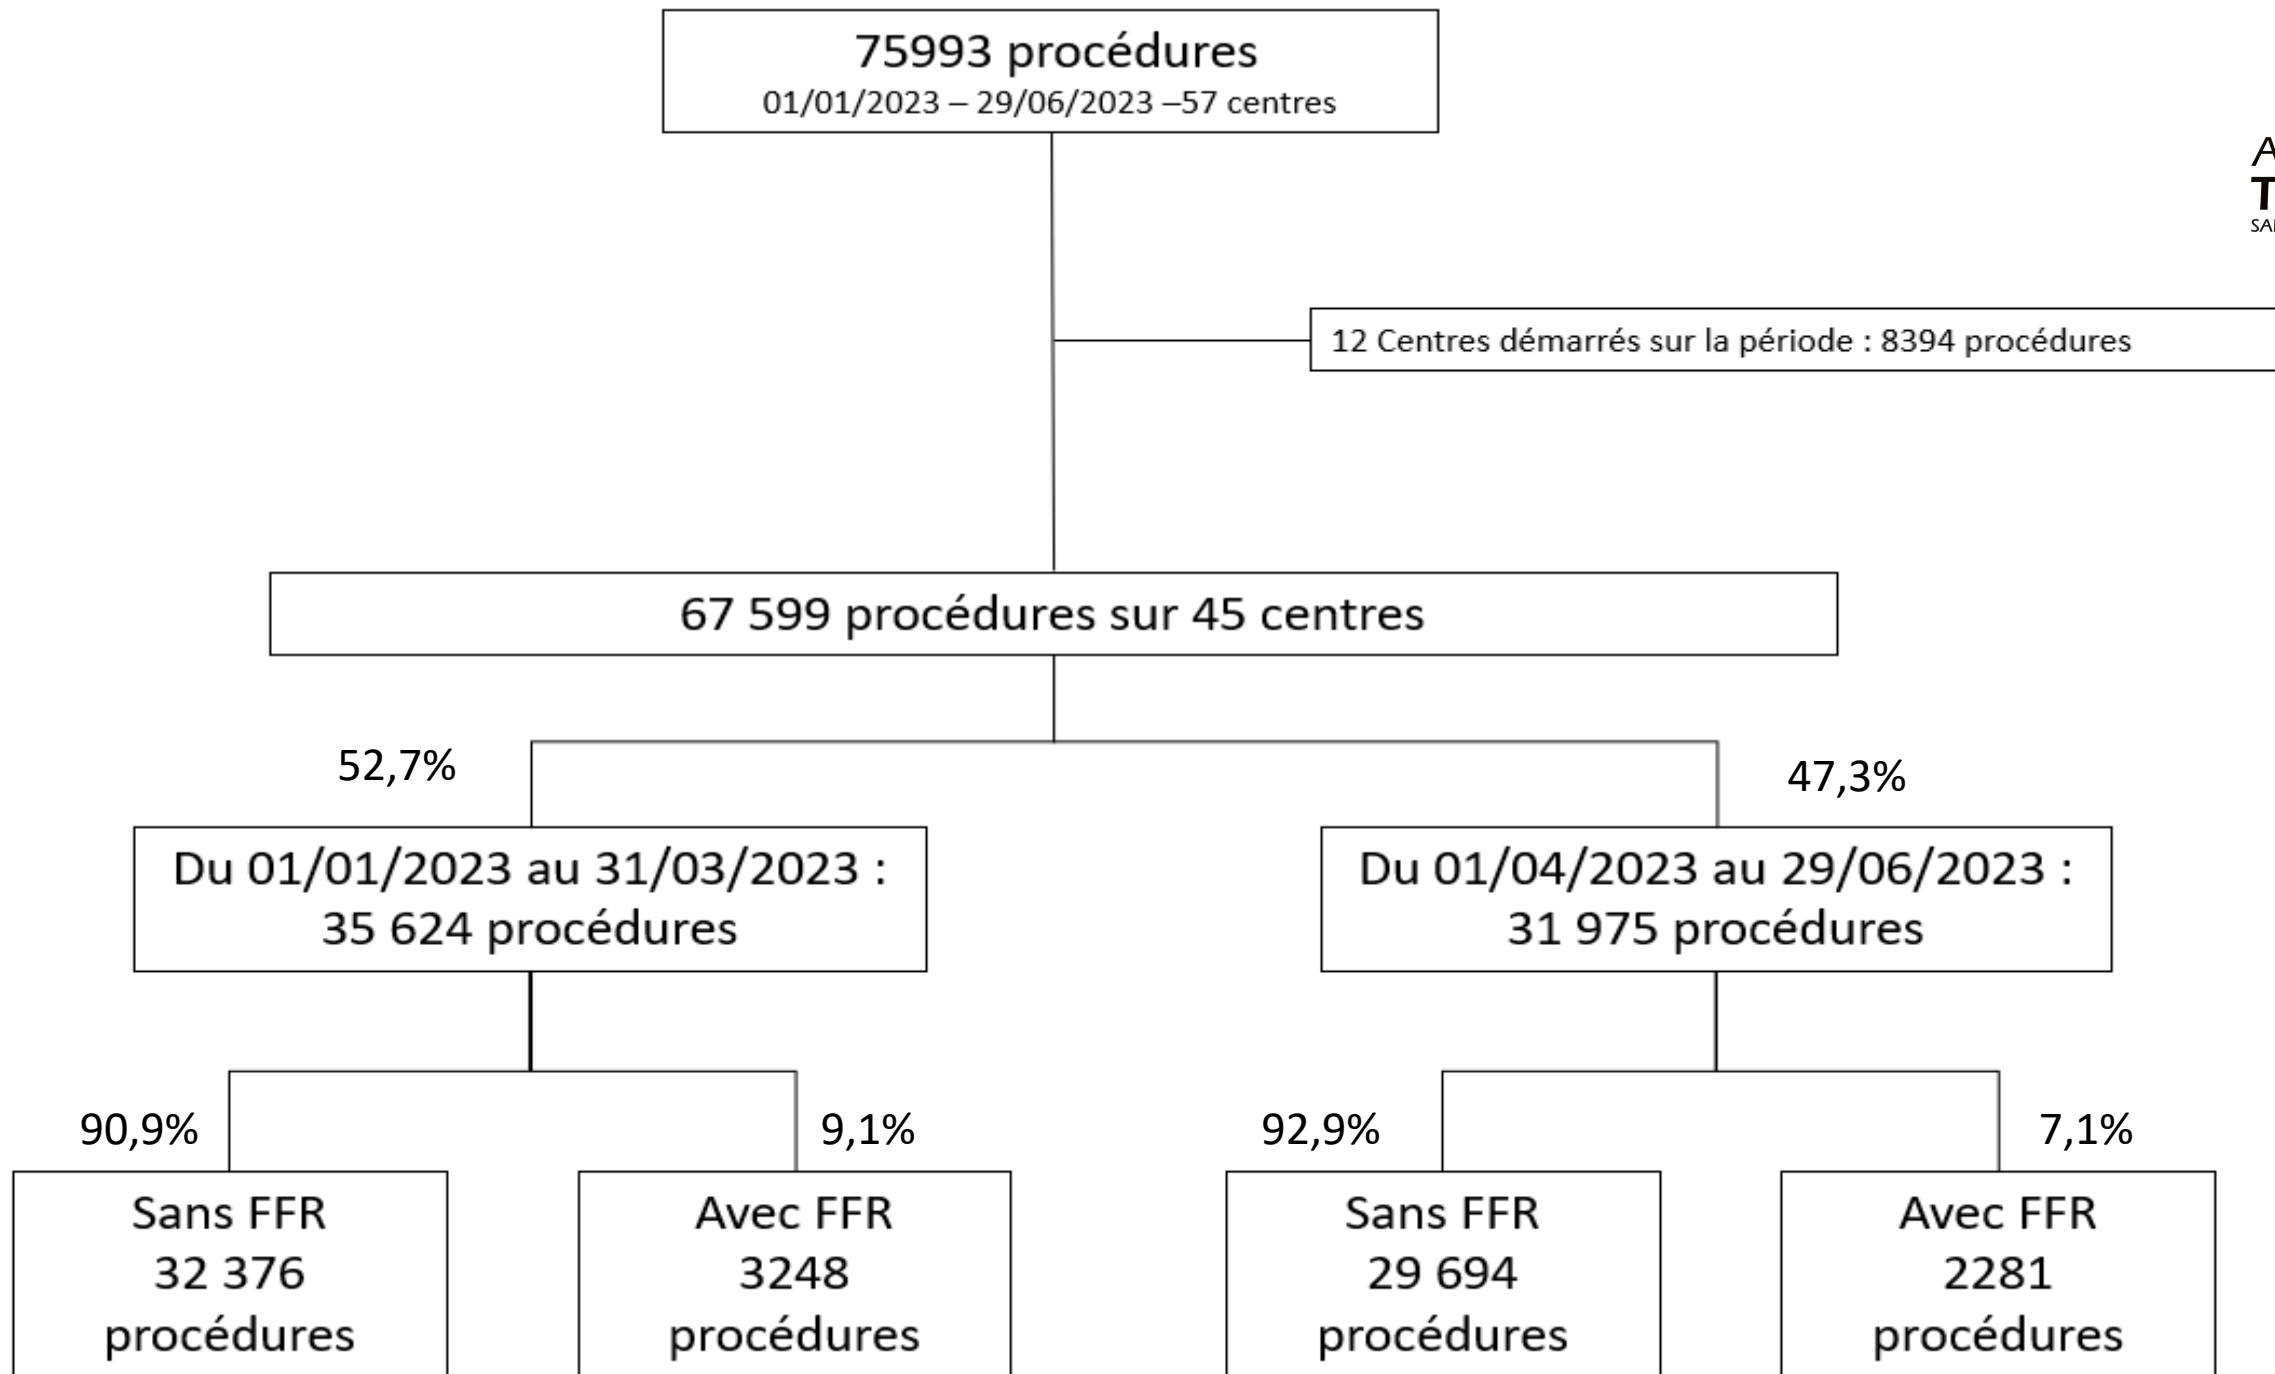 75993 procédures
01/01/2023 – 29/06/2023 –57 centres
12 Centres démarrés sur la période : 8394 procédures
67 599 procédures sur 45 centres
52,7%
47,3%
Du 01/01/2023 au 31/03/2023 :
35 624 procédures
Du 01/04/2023 au 29/06/2023 :
31 975 procédures
90,9%
9,1%
92,9%
7,1%
Sans FFR
32 376
procédures
Avec FFR
3248
procédures
Sans FFR
29 694
procédures
Avec FFR
2281
procédures